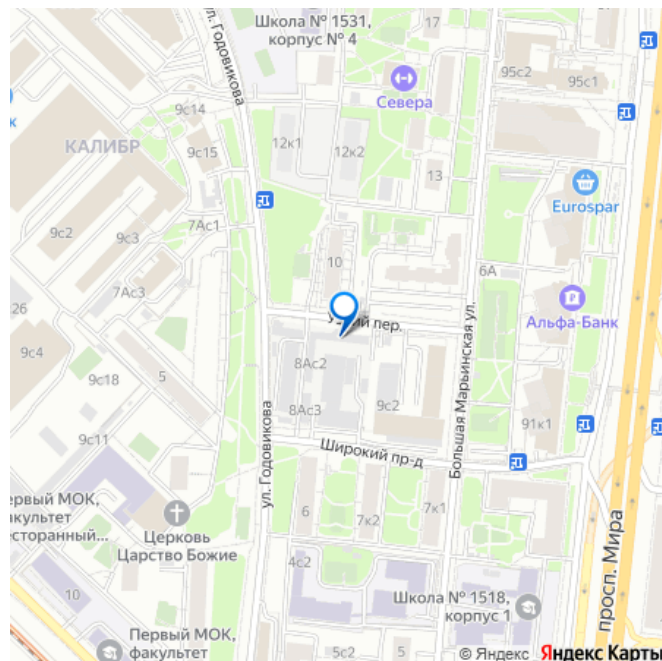 Школа № 1531,
корпус № 4
17
95с2
95с1
ул. Годовикова
Севера
9с14
КАЛИБР
9с15
12к1
12к2
13
Eurospar
7Ас1
9с2
9с3
10
6А
7Ас3
26
Альфа-Банк
пер.
9с4
8Ас2
9с18
5
8Ас3
9с2
Большая Марьинская ул.
91к1
9с11
ул. Годовикова
Широкий пр-д
Церковь
Царство Божие
6
7к2
7к1
просп. Мира
4с2
10
Школа № 1518,
корпус 1
Первый МОК,
факультет
5с2
5
© Яндекс Яндекс Карты